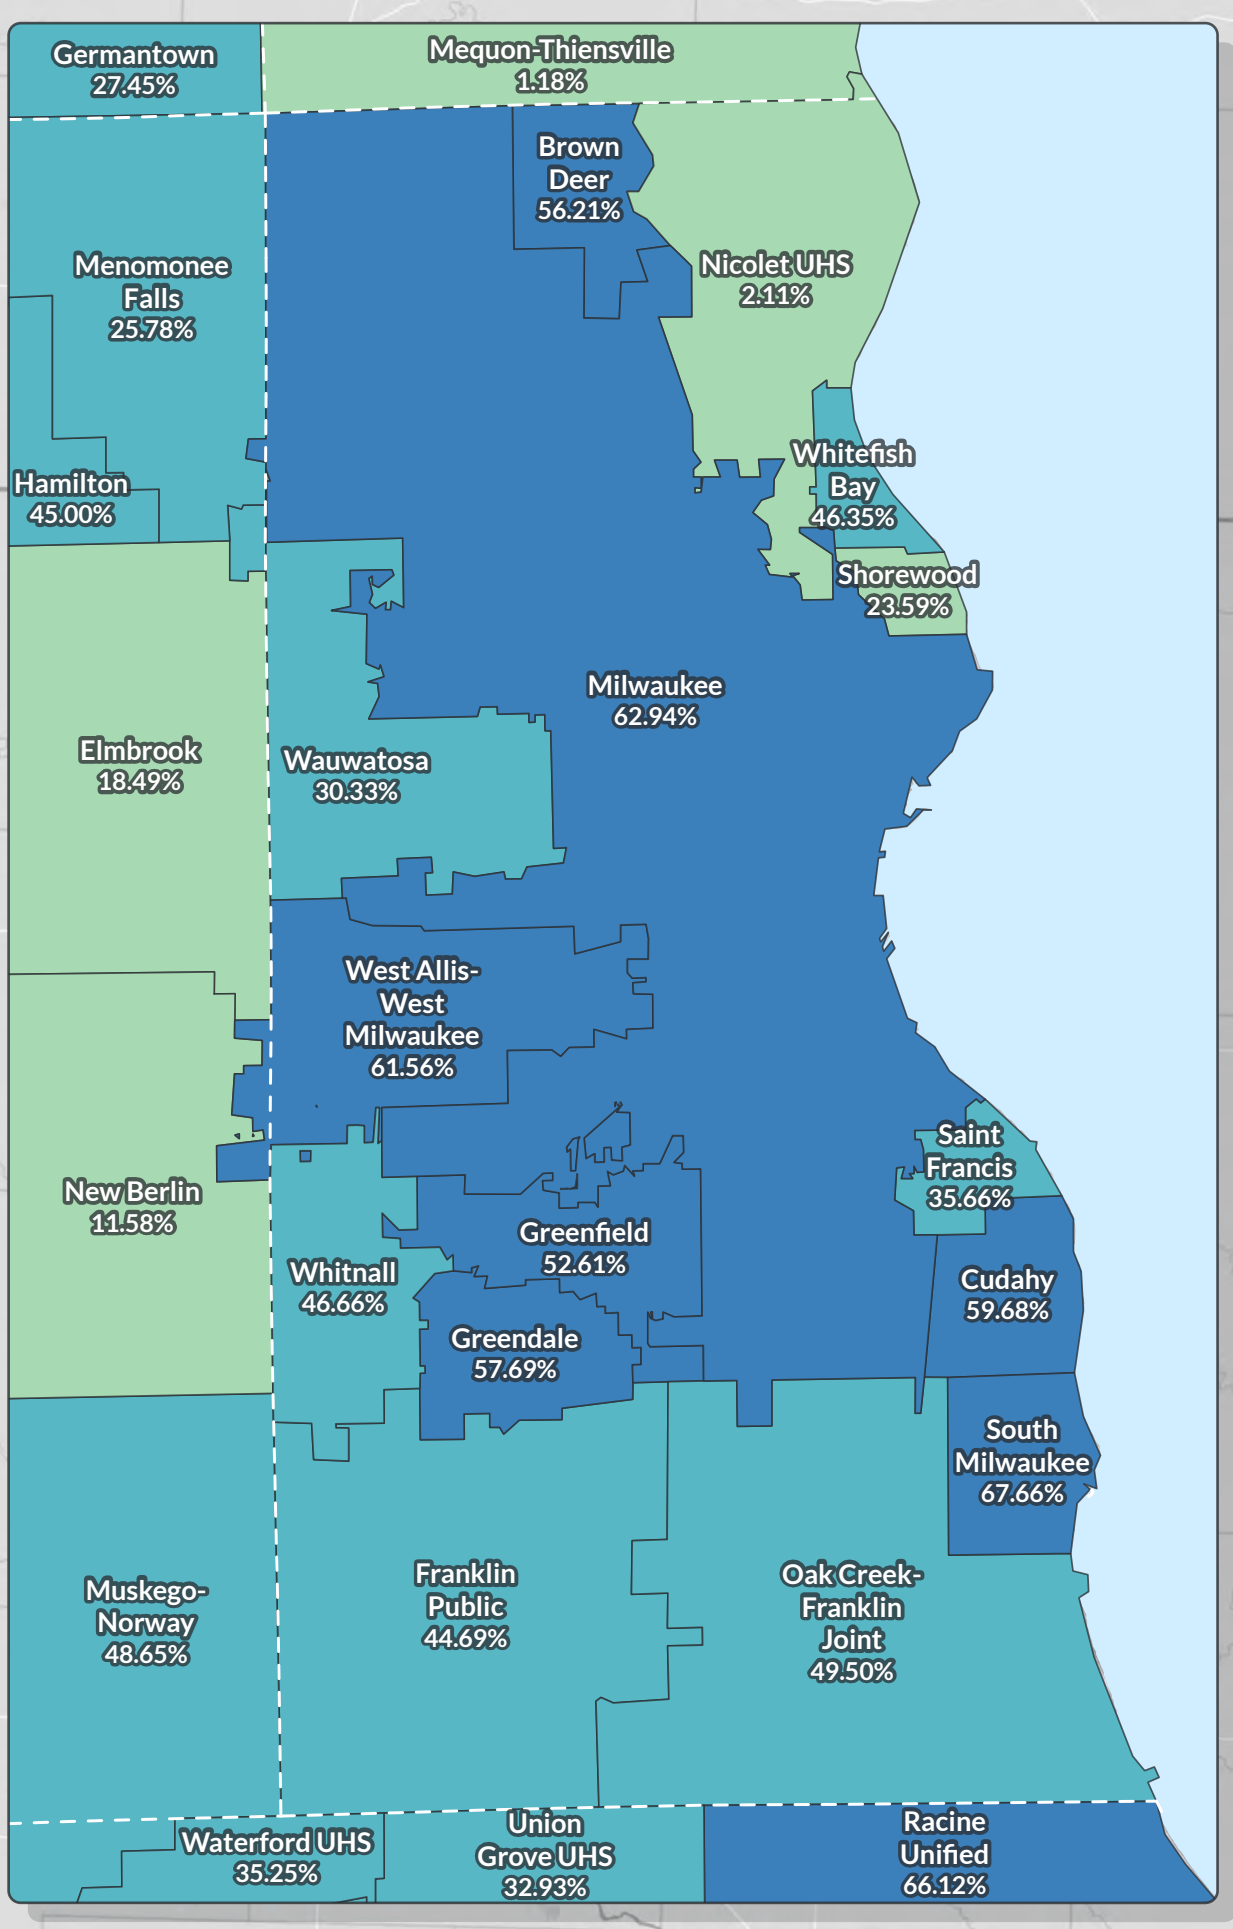 Germantown
27.45%
Mequon-Thiensville
1.18%
Brown
Deer
56.21%
Menomonee
Falls
25.78%
Nicolet UHS
2.11%
Hamilton
45.00%
Whitefish
Bay
46.35%
Shorewood
23.59%
Milwaukee
62.94%
Elmbrook
18.49%
Wauwatosa
30.33%
West Allis-
West
Milwaukee
61.56%
Saint
Francis
35.66%
New Berlin
11.58%
Greenfield
52.61%
Whitnall
46.66%
Cudahy
59.68%
Greendale
57.69%
South
Milwaukee
67.66%
Muskego-
Norway
48.65%
Franklin
Public
44.69%
Oak Creek-
Franklin
Joint
49.50%
Waterford UHS
35.25%
Union
Grove UHS
32.93%
Racine
Unified
66.12%